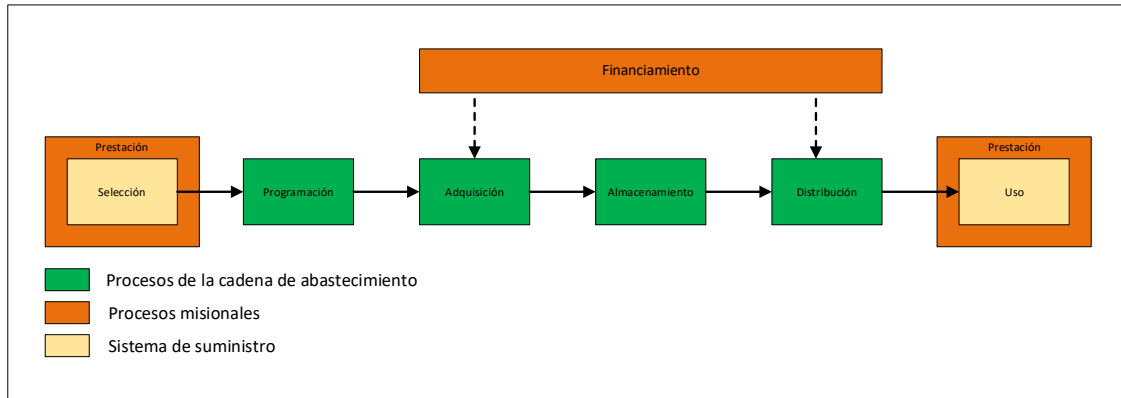 Financiamiento
Prestación
Selección
Programación
Adquisición
Almacenamiento
Distribución
Prestación
Uso
Procesos de la cadena de abastecimiento
Procesos misionales
Sistema de suministro